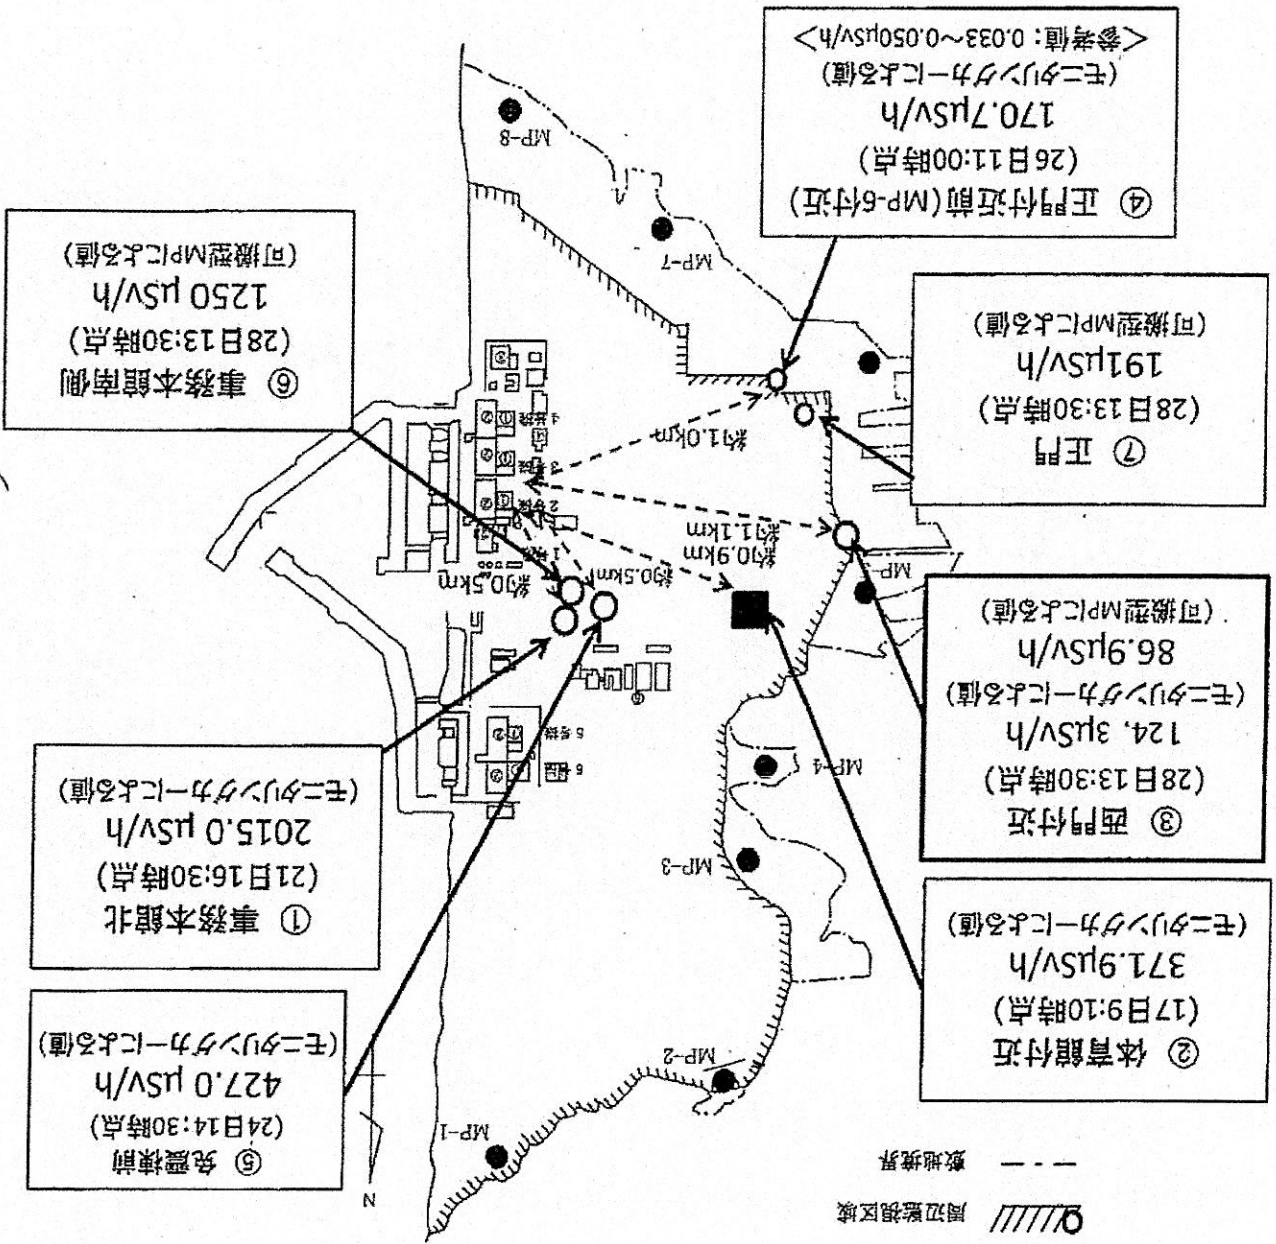 周辺監視区域
敷地境界
N
⑤ 免震棟前
(24日14:30時点)
427.0 μSv/h
(モニタリングカーによる値)
① 事務本館北
(21日16:30時点)
2015.0 μSv/h
(モニタリングカーによる値)
⑥ 事務本館南側
(28日13:30時点)
1250 μSv/h
(可搬型MPによる値)
② 体育館付近
(17日9:10時点)
371.9μSv/h
(モニタリングカーによる値)
③ 西門付近
(28日13:30時点)
124. 3μSv/h
(モニタリングカーによる値)
86.9μSv/h
(可搬型MPによる値)
⑦ 正門
(28日13:30時点)
191μSv/h
(可搬型MPによる値)
④ 正門付近前(MP-6付近)
(26日11:00時点)
170.7μSv/h
(モニタリングカーによる値)
<参考値: 0.033~0.050μSv/h>
MP-1
MP-2
MP-3
MP-4
MP-5
MP-7
MP-8
6
5号機
2号機
3号機
約0.5km
約0.5km
約0.9km
約1.1km
約1.0km